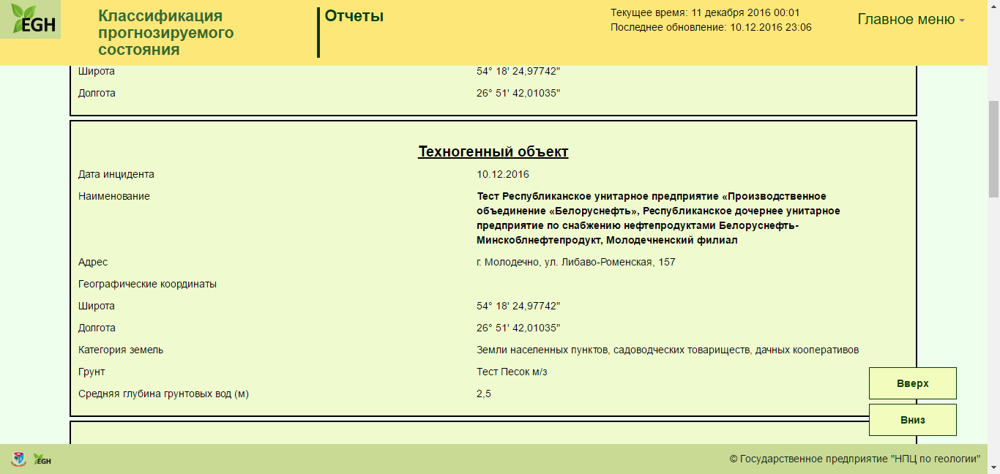 EGH
Классификация
прогнозируемого
состояния
Отчеты
Текущее время: 11 декабря 2016 00:01
Последнее обновление: 10.12.2016 23:06
Главное меню
Широта 54° 18' 24,97742"
Долгота 26° 51' 42,01035"
Техногенный объект
Дата инцидента 10.12.2016
Наименование Тест Республиканское унитарное предприятие «Производственное
объединение «Белоруснефть», Республиканское дочернее унитарное
предприятие по снабжению нефтепродуктами Белоруснефть-
Минскоблнефтепродукт, Молодечненский филиал
Адрес г. Молодечно, ул. Либаво-Роменская, 157
Географические координаты
Широта 54° 18' 24,97742"
Долгота 26° 51' 42,01035"
Категория земель Земли населенных пунктов, садоводческих товариществ, дачных кооперативов
Грунт Тест Песок м/з
Средняя глубина грунтовых вод (м) 2,5
Вверх
Вниз
EGH
© Государственное предприятие "НПЦ по геологии"